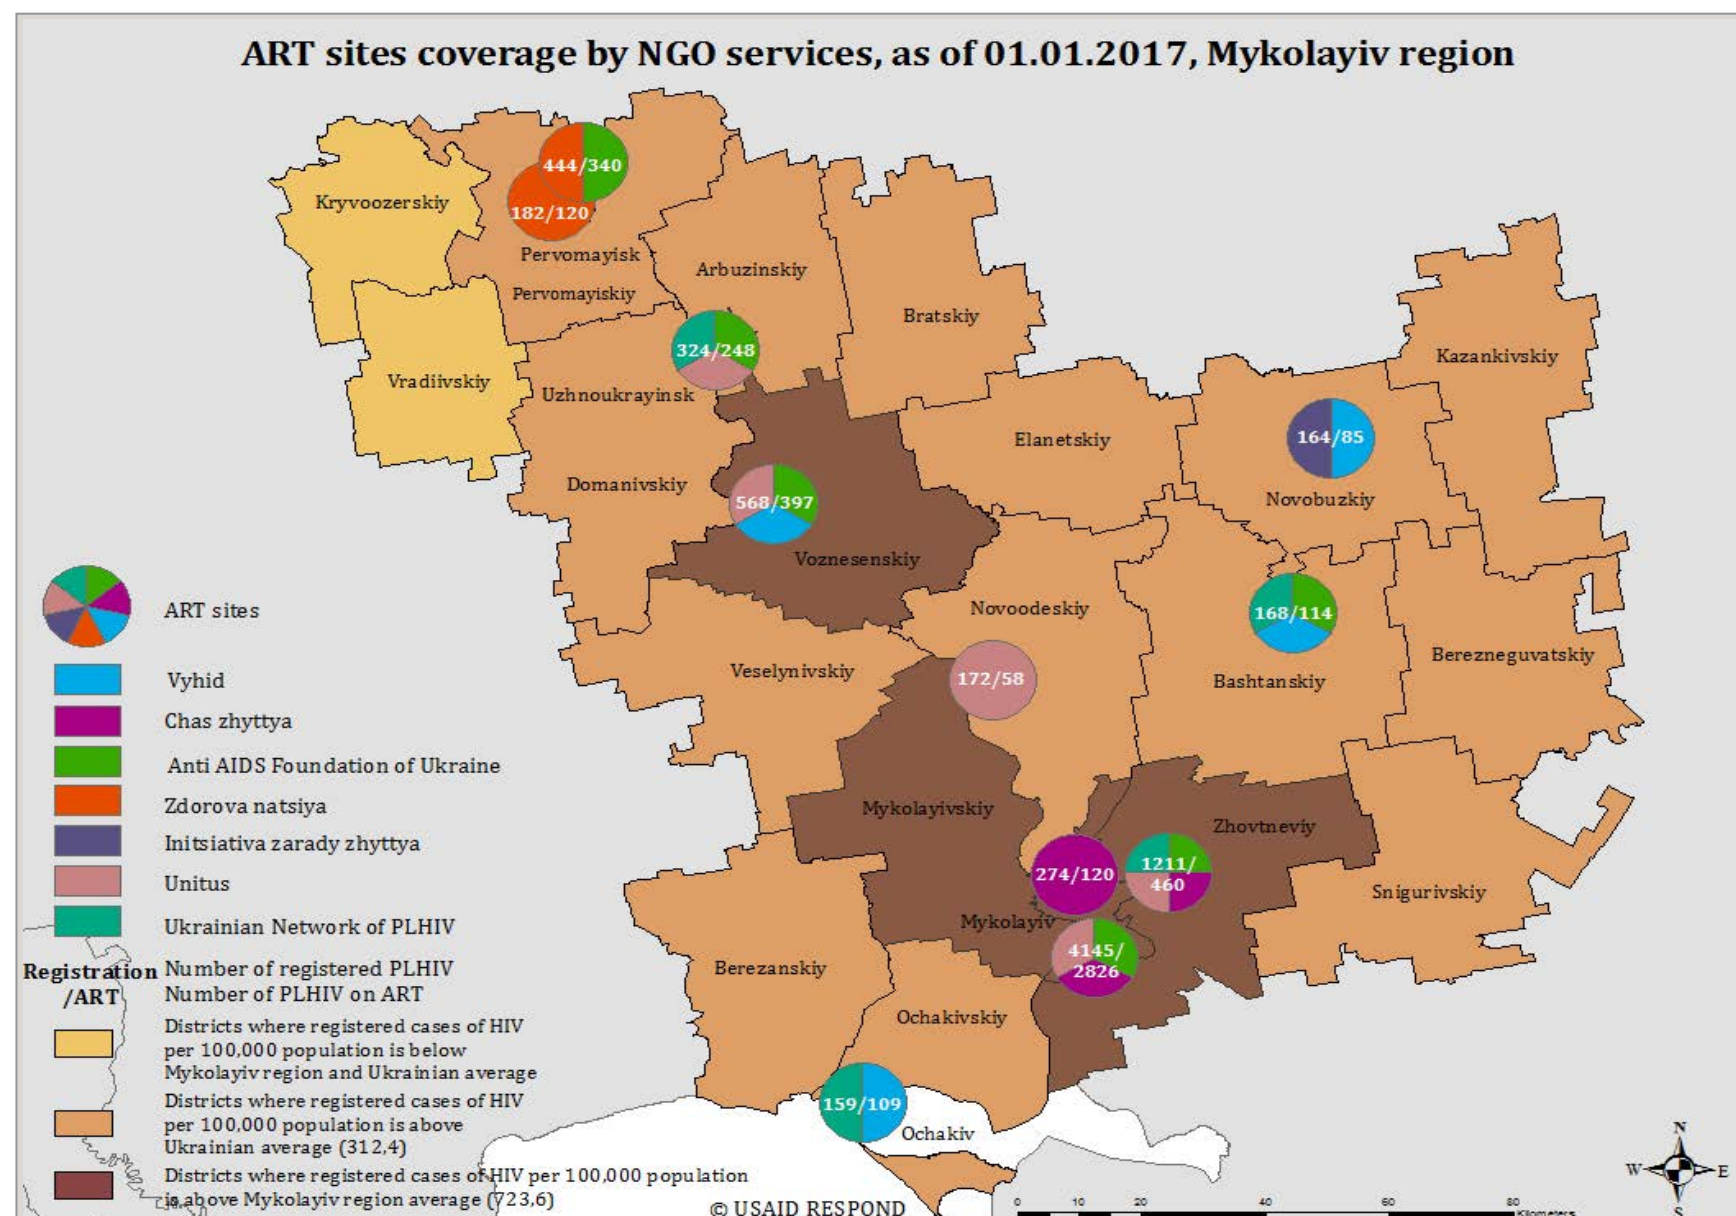 ART sites coverage by NGO services, as of 01.01.2017, Mykolayiv region
444/340
182/120
Kryvoozerskiy
Pervomayisk
Pervomayiskiy
Arbuzinskiy
Bratskiy
324/248
Kazankivskiy
Vradiivskiy
Uzhnoukrayinsk
Elanetskiy
164/85
Novobuzkiy
Domanivskiy
568/397
Voznesenskiy
Novoodeskiy
168/114
Bashtanskiy
Berezneguvatskiy
Veselynivskiy
172/58
Mykolayivskiy
Zhovtneviy
274/120
1211/
460
Snigurivskiy
Mykolayiv
4145/
2826
Berezanskiy
Ochakivskiy
159/109
Ochakiv
ART sites
Vyhid
Chas zhyttya
Anti AIDS Foundation of Ukraine
Zdorova natsiya
Initsiativa zarady zhyttya
Unitus
Ukrainian Network of PLHIV
Registration
/ART
Number of registered PLHIV
Number of PLHIV on ART
Districts where registered cases of HIV
per 100,000 population is below
Mykolayiv region and Ukrainian average
Districts where registered cases of HIV
per 100,000 population is above
Ukrainian average (312,4)
Districts where registered cases of HIV per 100,000 population
is above Mykolayiv region average (723,6)
© USAID RESPOND
0 10 20 40 60 80
Kilometers
N
W E
S